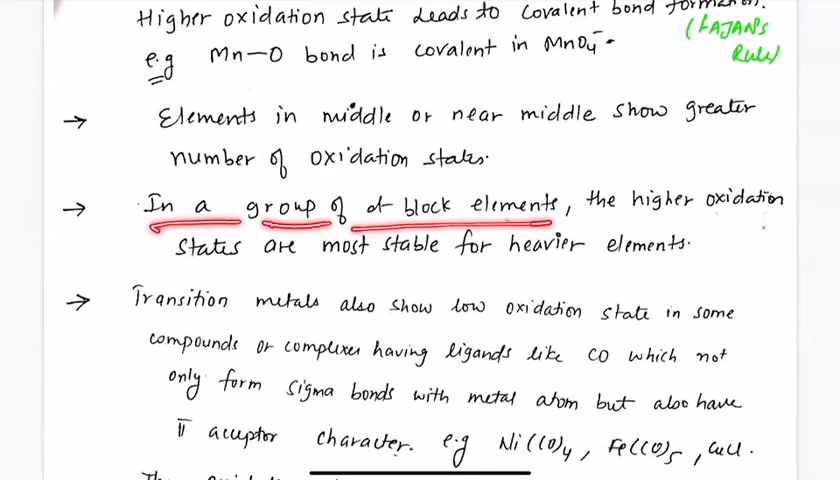 Higher oxidation state leads to covalent bond
(FAJAN'S
e.g Mn—O bond is covalent in MnO4-.
Rule)
→ Elements in middle or near middle show greater
number of oxidation states.
→ In a group of d block elements, the higher oxidation
states are most stable for heavier elements.
→ Transition metals also show low oxidation state in some
compounds or complexes having ligands like CO which not
only form sigma bonds with metal atom but also have
π acceptor character. e.g Ni(CO)4, Fe(CO)5, CuCl.